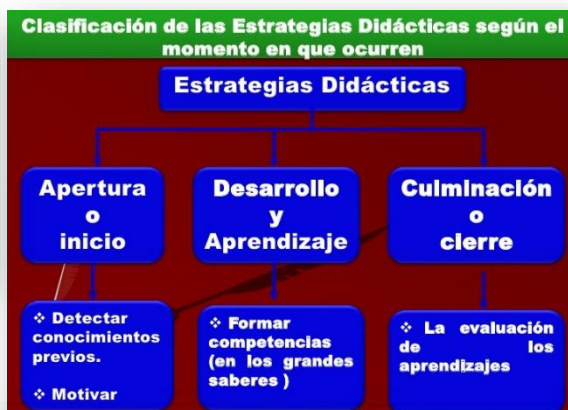 Clasificación de las Estrategias Didácticas según el
momento en que ocurren
Estrategias Didácticas
Apertura
o
inicio
Desarrollo
y
Aprendizaje
Culminación
o
cierre
❖ Detectar
conocimientos
previos.
❖ Motivar
❖ Formar
competencias
(en los grandes
saberes )
❖ La evaluación
de los
aprendizajes